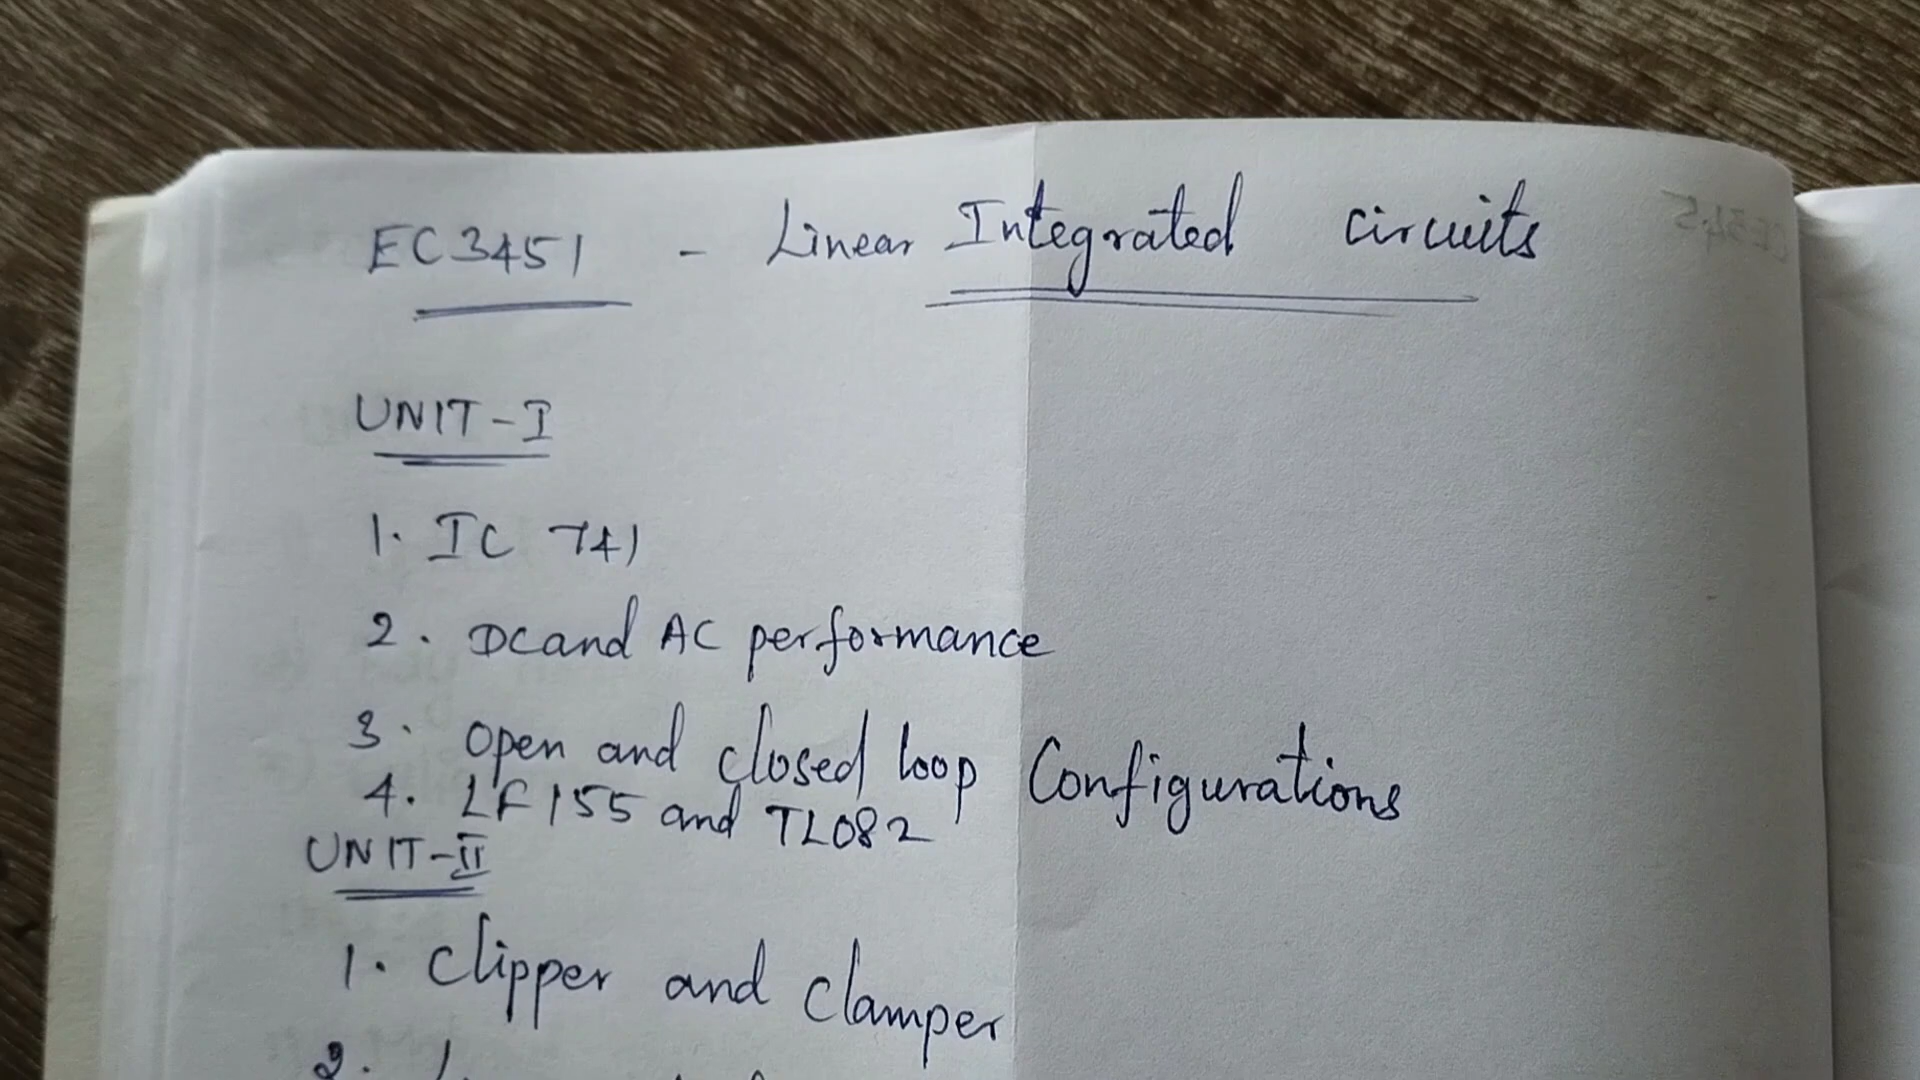 EC3451 - Linear Integrated circuits
UNIT-I
1. IC 741
2. DC and AC performance
3. open and closed loop Configurations
4. LF155 and TL082
UNIT-II
1. Clipper and clamper
2.